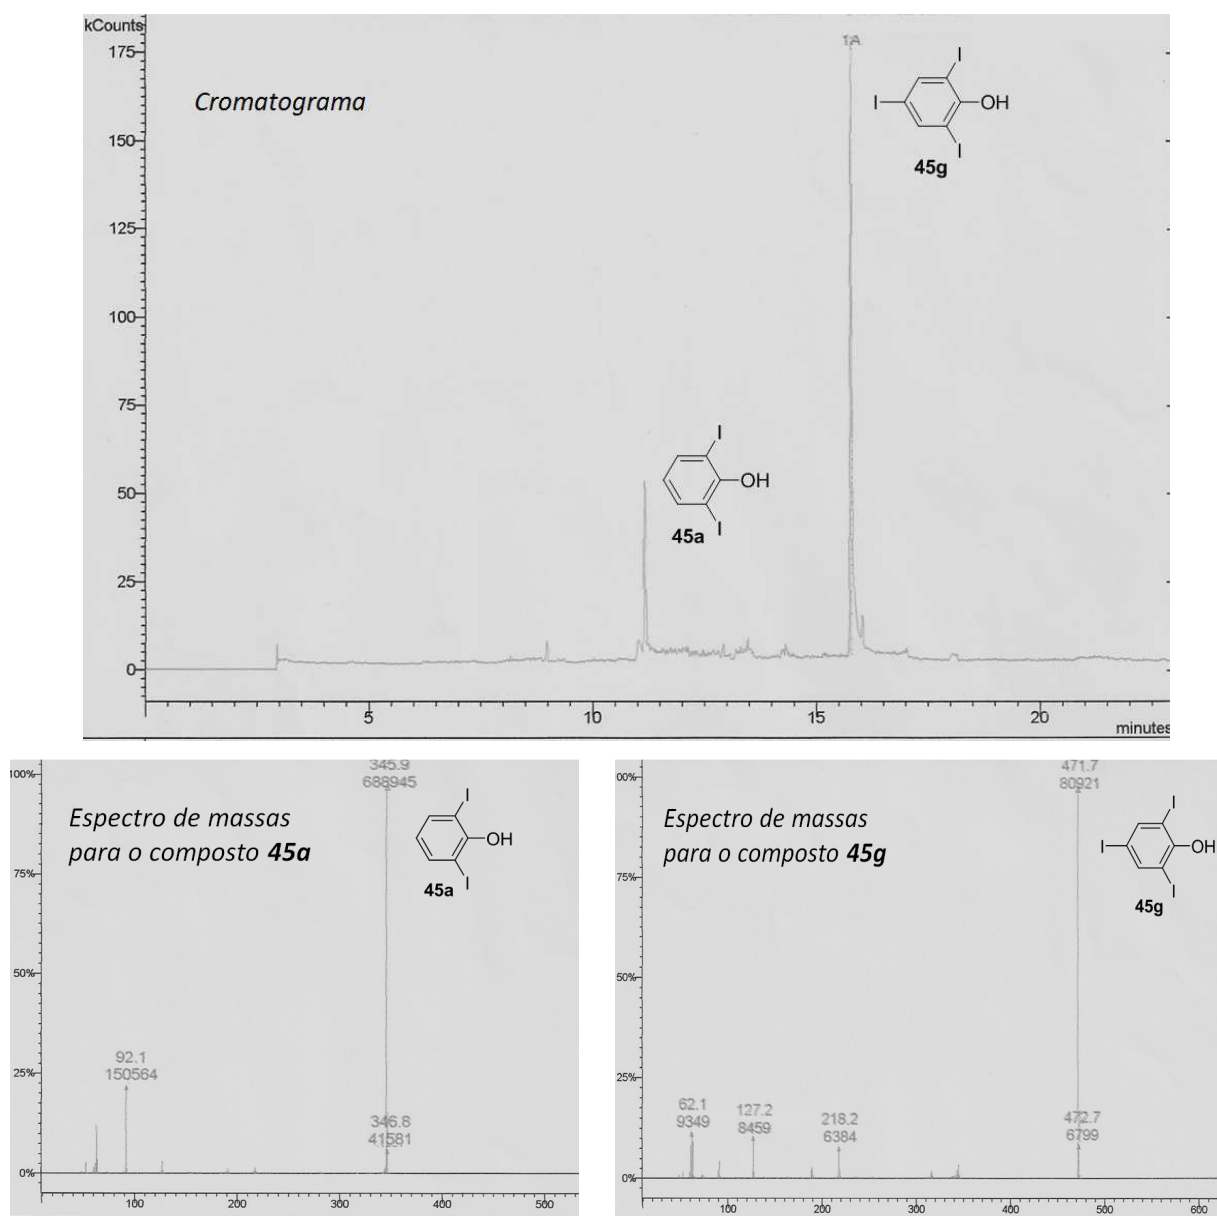 kCounts
175
150
125
100
75
50
25
0
Cromatograma
1A
I
I
OH
I
45g
I
OH
I
45a
5
10
15
20
minutes
100%
75%
50%
25%
0%
Espectro de massas
para o composto 45a
345.9
688945
I
OH
I
45a
92.1
150564
346.8
41581
100
200
300
400
500
00%
75%
50%
25%
0%
Espectro de massas
para o composto 45g
471.7
80921
I
I
OH
I
45g
62.1
9349
127.2
8459
218.2
6384
472.7
6799
100
200
300
400
500
600